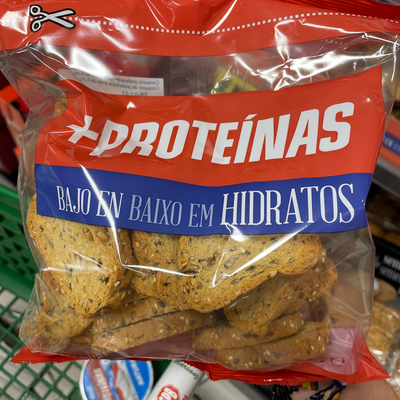 +PROTEÍNAS
BAJO EN BAIXO EM HIDRATOS